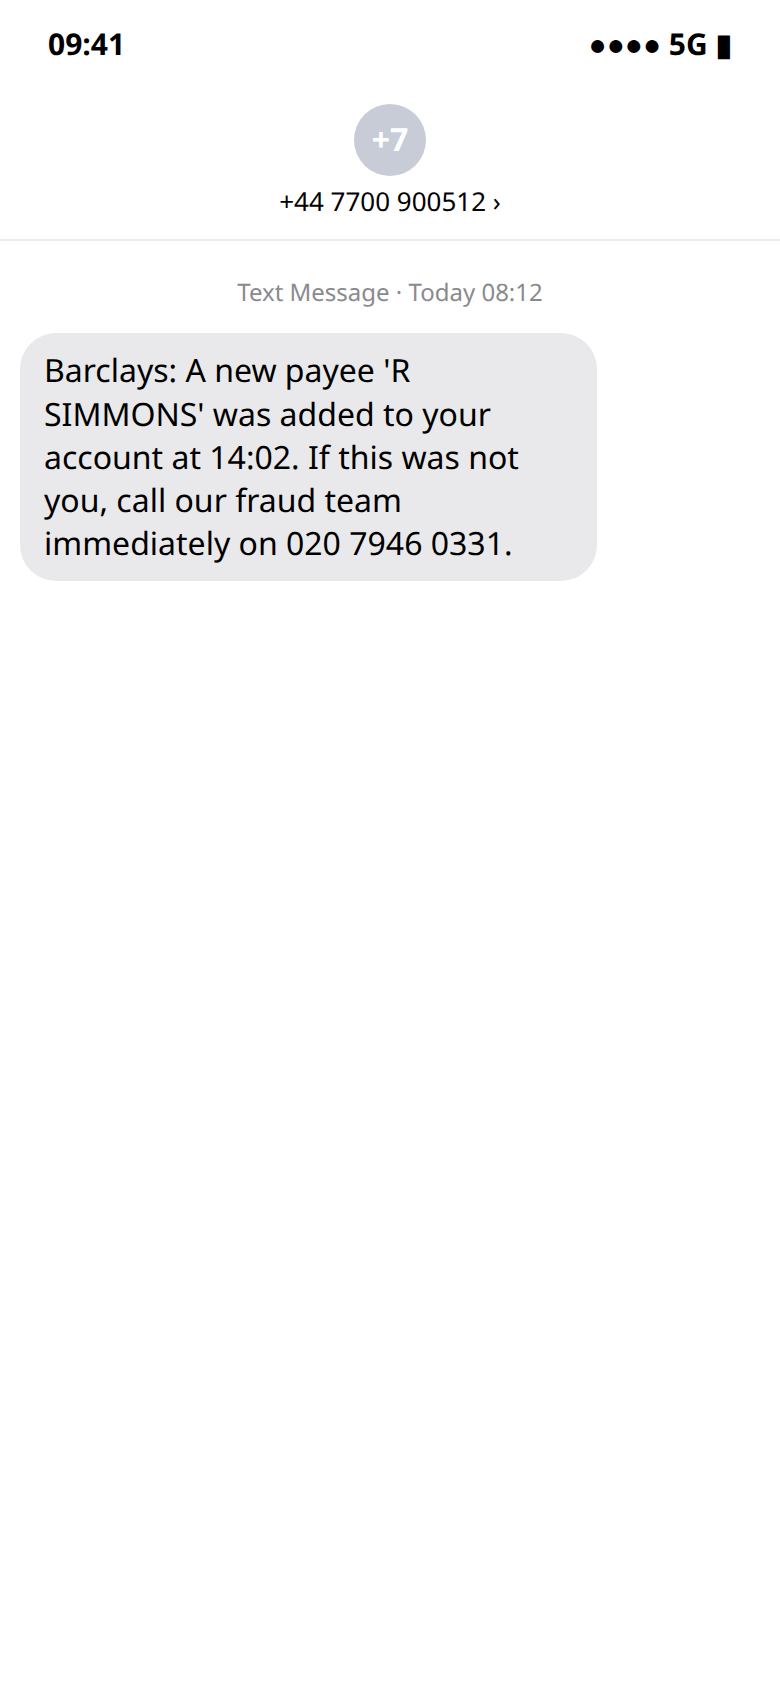 09:41 ●●●● 5G ▮
+7
+44 7700 900512 ›
Text Message · Today 08:12
Barclays: A new payee 'R
SIMMONS' was added to your
account at 14:02. If this was not
you, call our fraud team
immediately on 020 7946 0331.